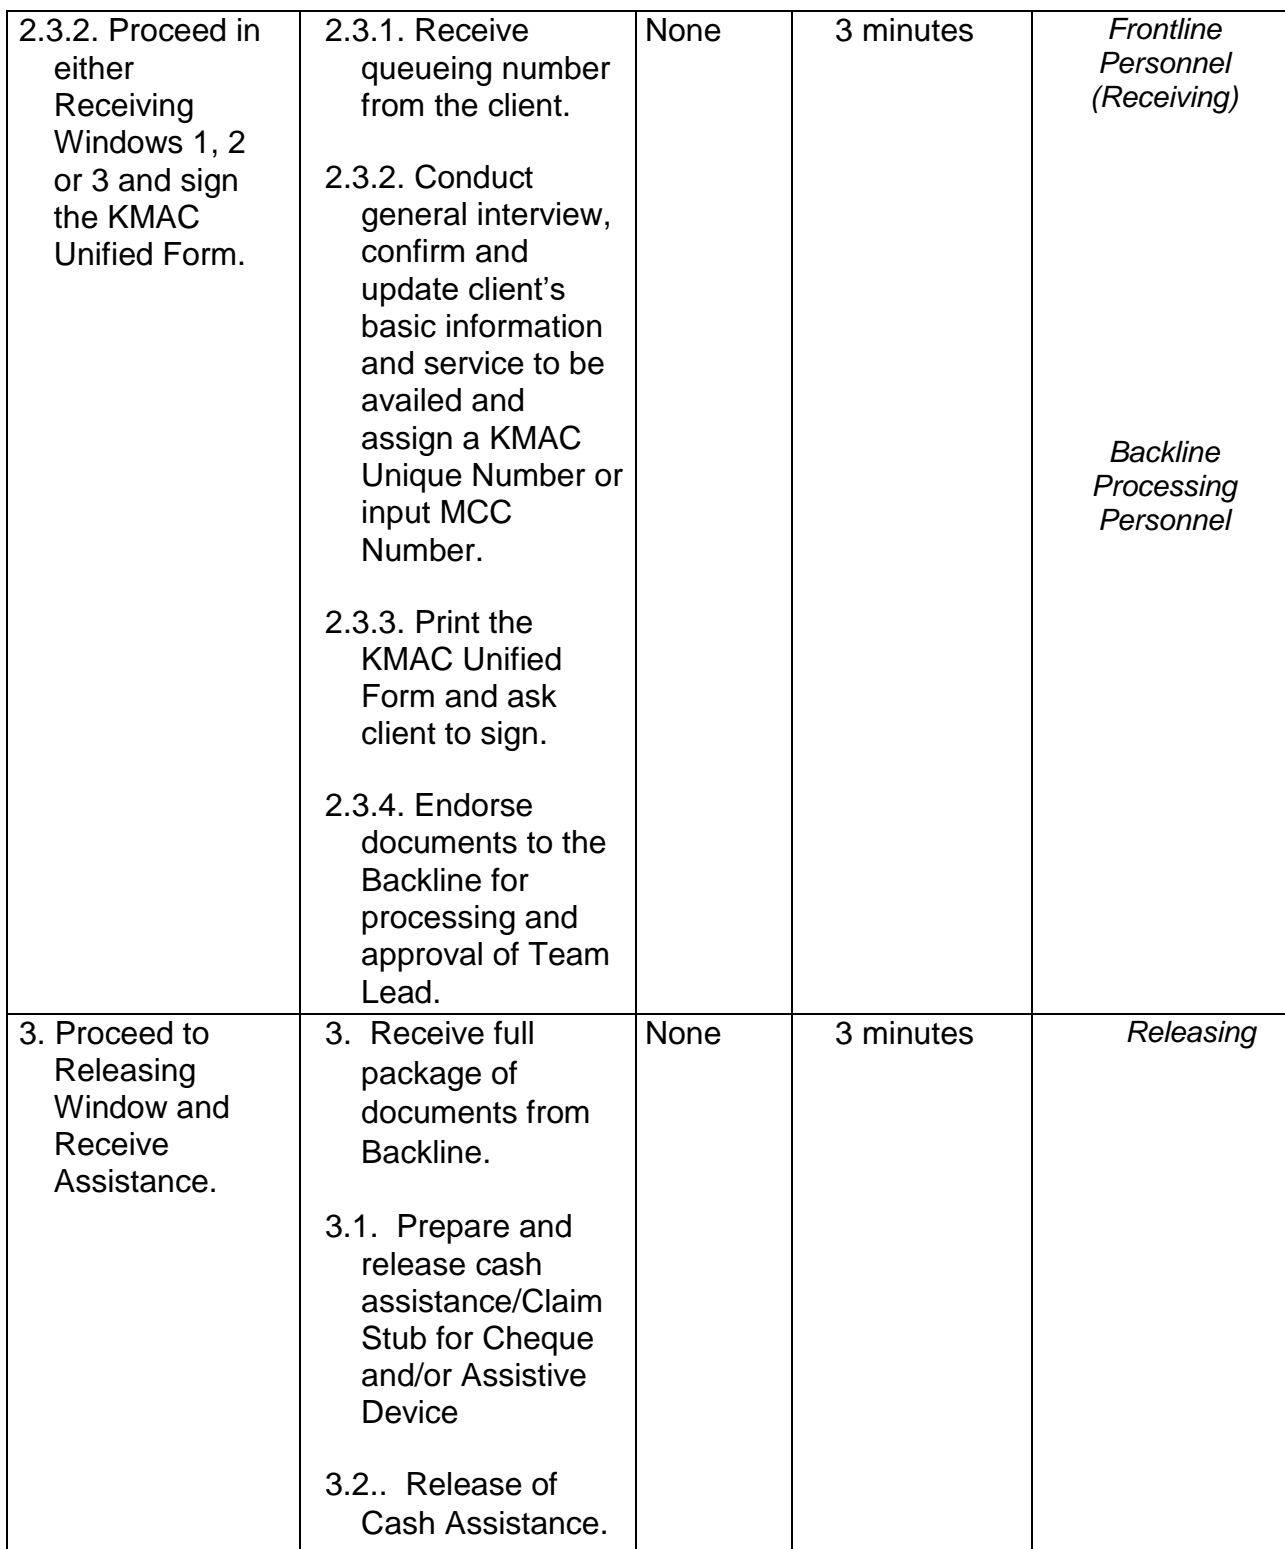 2.3.2. Proceed in
either
Receiving
Windows 1, 2
or 3 and sign
the KMAC
Unified Form.
2.3.1. Receive
queueing number
from the client.
2.3.2. Conduct
general interview,
confirm and
update client’s
basic information
and service to be
availed and
assign a KMAC
Unique Number or
input MCC
Number.
2.3.3. Print the
KMAC Unified
Form and ask
client to sign.
2.3.4. Endorse
documents to the
Backline for
processing and
approval of Team
Lead.
None
3 minutes
Frontline
Personnel
(Receiving)
Backline
Processing
Personnel
3. Proceed to
Releasing
Window and
Receive
Assistance.
3. Receive full
package of
documents from
Backline.
3.1. Prepare and
release cash
assistance/Claim
Stub for Cheque
and/or Assistive
Device
3.2.. Release of
Cash Assistance.
None
3 minutes
Releasing